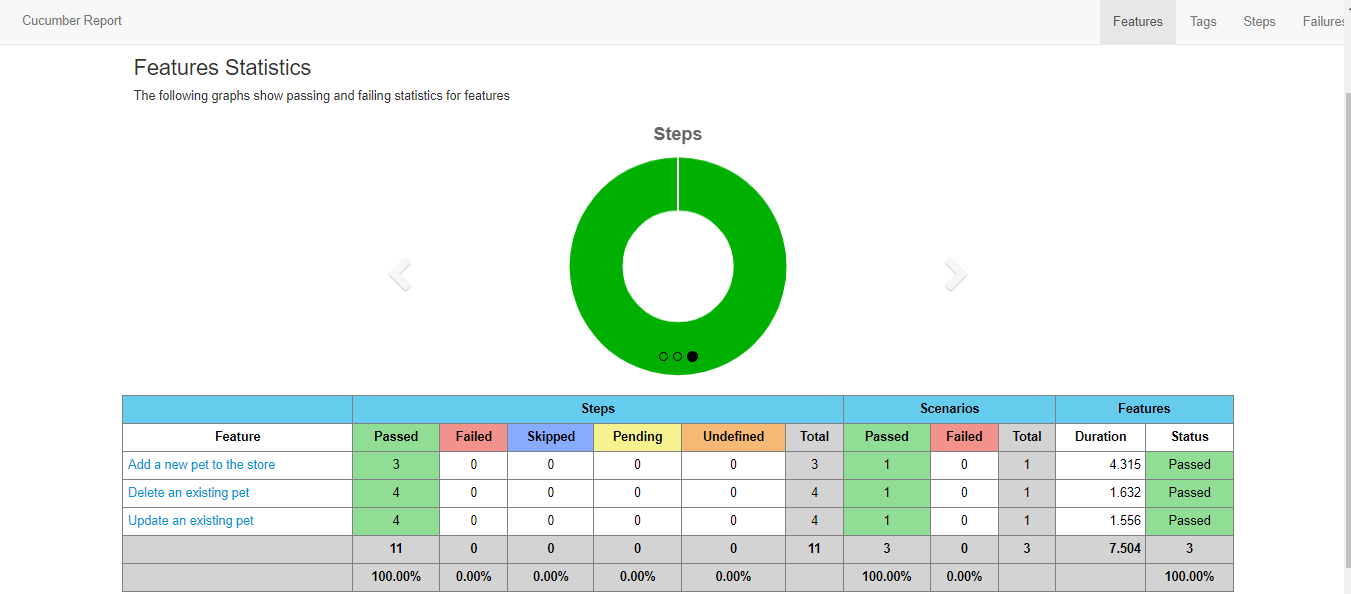 Cucumber Report Features Tags Steps Failures
Features Statistics
The following graphs show passing and failing statistics for features
Steps
Steps Scenarios Features
Feature Passed Failed Skipped Pending Undefined Total Passed Failed Total Duration Status
Add a new pet to the store 3 0 0 0 0 3 1 0 1 4.315 Passed
Delete an existing pet 4 0 0 0 0 4 1 0 1 1.632 Passed
Update an existing pet 4 0 0 0 0 4 1 0 1 1.556 Passed
11 0 0 0 0 11 3 0 3 7.504 3
100.00% 0.00% 0.00% 0.00% 0.00% 100.00% 0.00% 100.00%